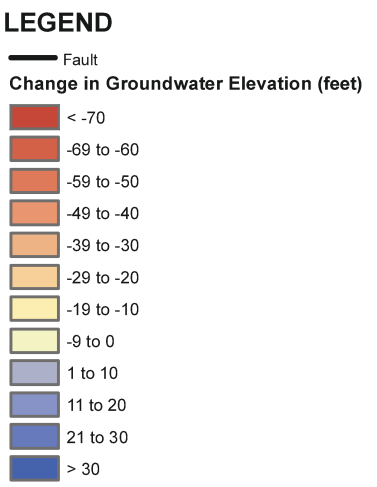 LEGEND
Fault
Change in Groundwater Elevation (feet)
< -70
-69 to -60
-59 to -50
-49 to -40
-39 to -30
-29 to -20
-19 to -10
-9 to 0
1 to 10
11 to 20
21 to 30
> 30